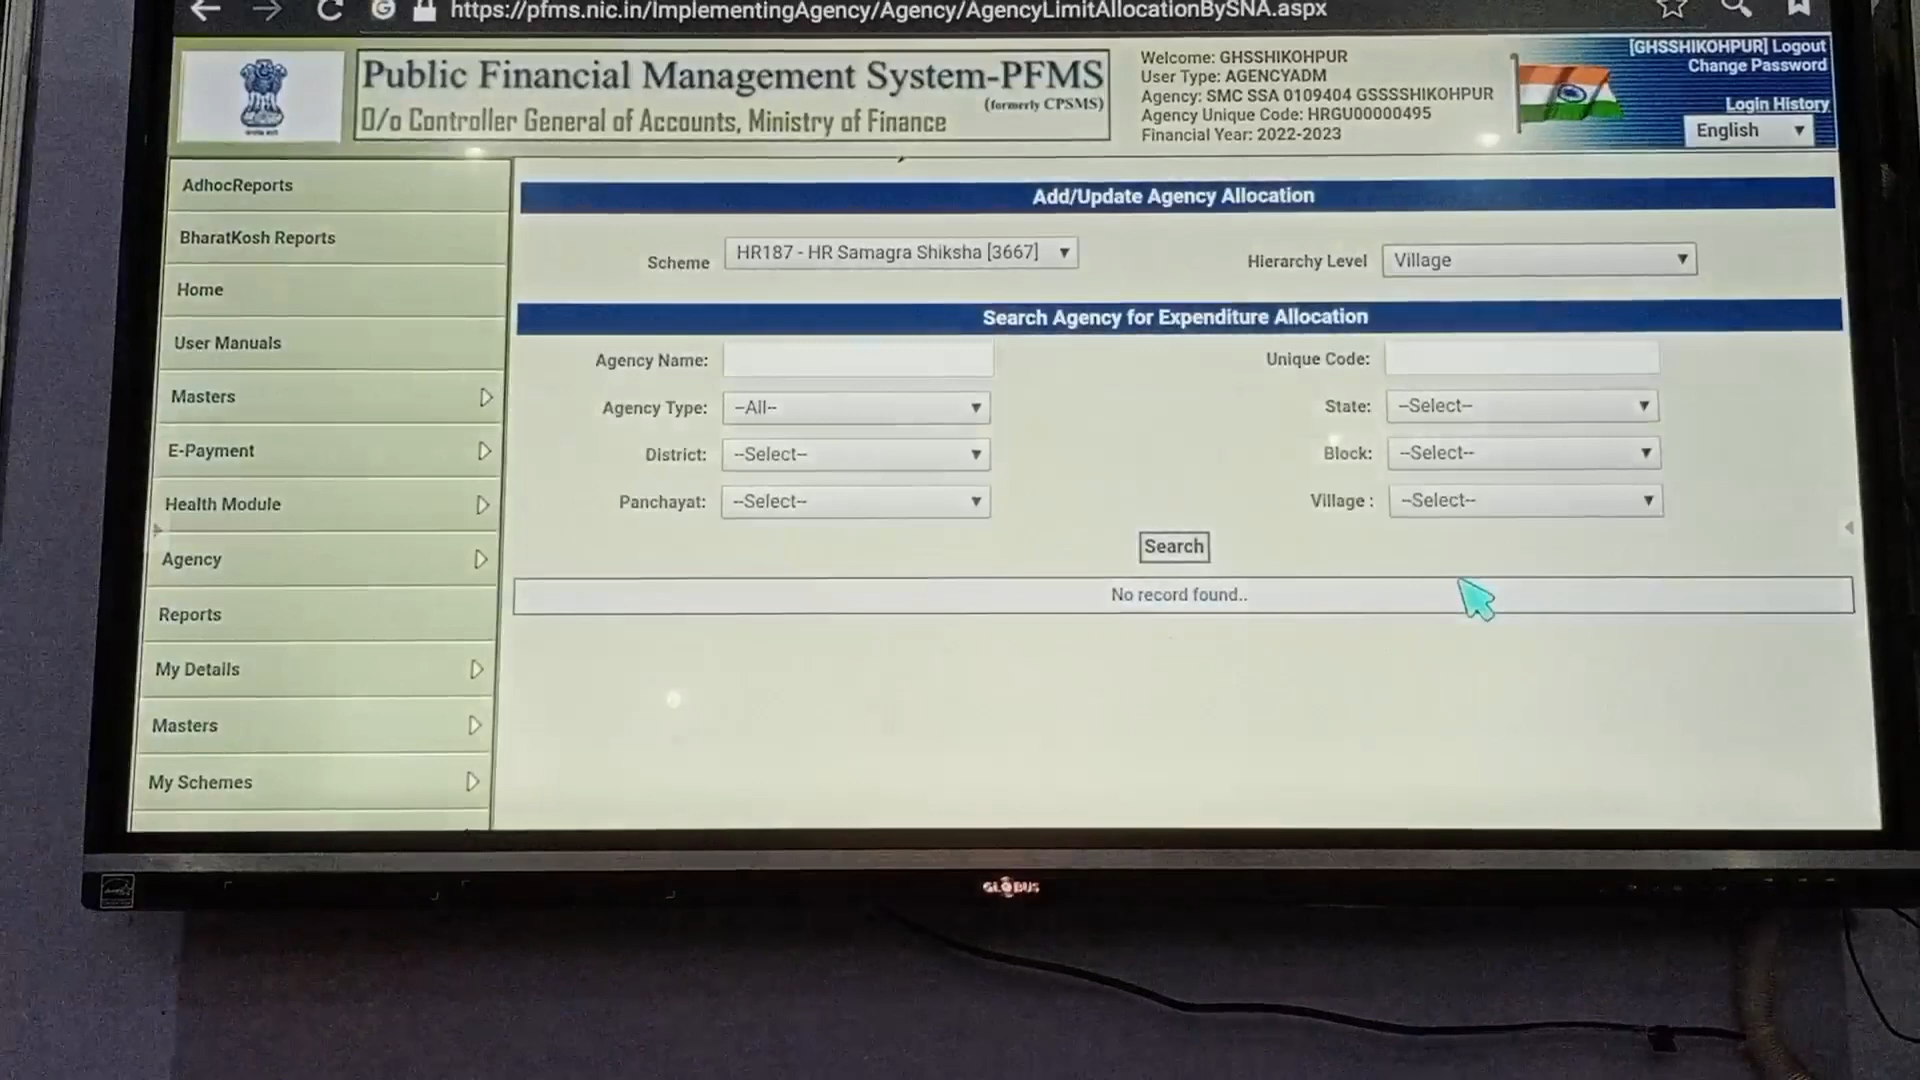 https://pfms.nic.in/ImplementingAgency/Agency/AgencyLimitAllocationBySNA.aspx
Public Financial Management System-PFMS
(formerly CPSMS)
O/o Controller General of Accounts, Ministry of Finance
Welcome: GHSSHIKOHPUR
User Type: AGENCYADM
Agency: SMC SSA 0109404 GSSSSHIKOHPUR
Agency Unique Code: HRGU00000495
Financial Year: 2022-2023
[GHSSHIKOHPUR] Logout
Change Password
Login History
English
AdhocReports
BharatKosh Reports
Home
User Manuals
Masters
E-Payment
Health Module
Agency
Reports
My Details
Masters
My Schemes
Add/Update Agency Allocation
Scheme HR187 - HR Samagra Shiksha [3667] Hierarchy Level Village
Search Agency for Expenditure Allocation
Agency Name: Unique Code:
Agency Type: --All-- State: --Select--
District: --Select-- Block: --Select--
Panchayat: --Select-- Village : --Select--
Search
No record found..
GLOBUS